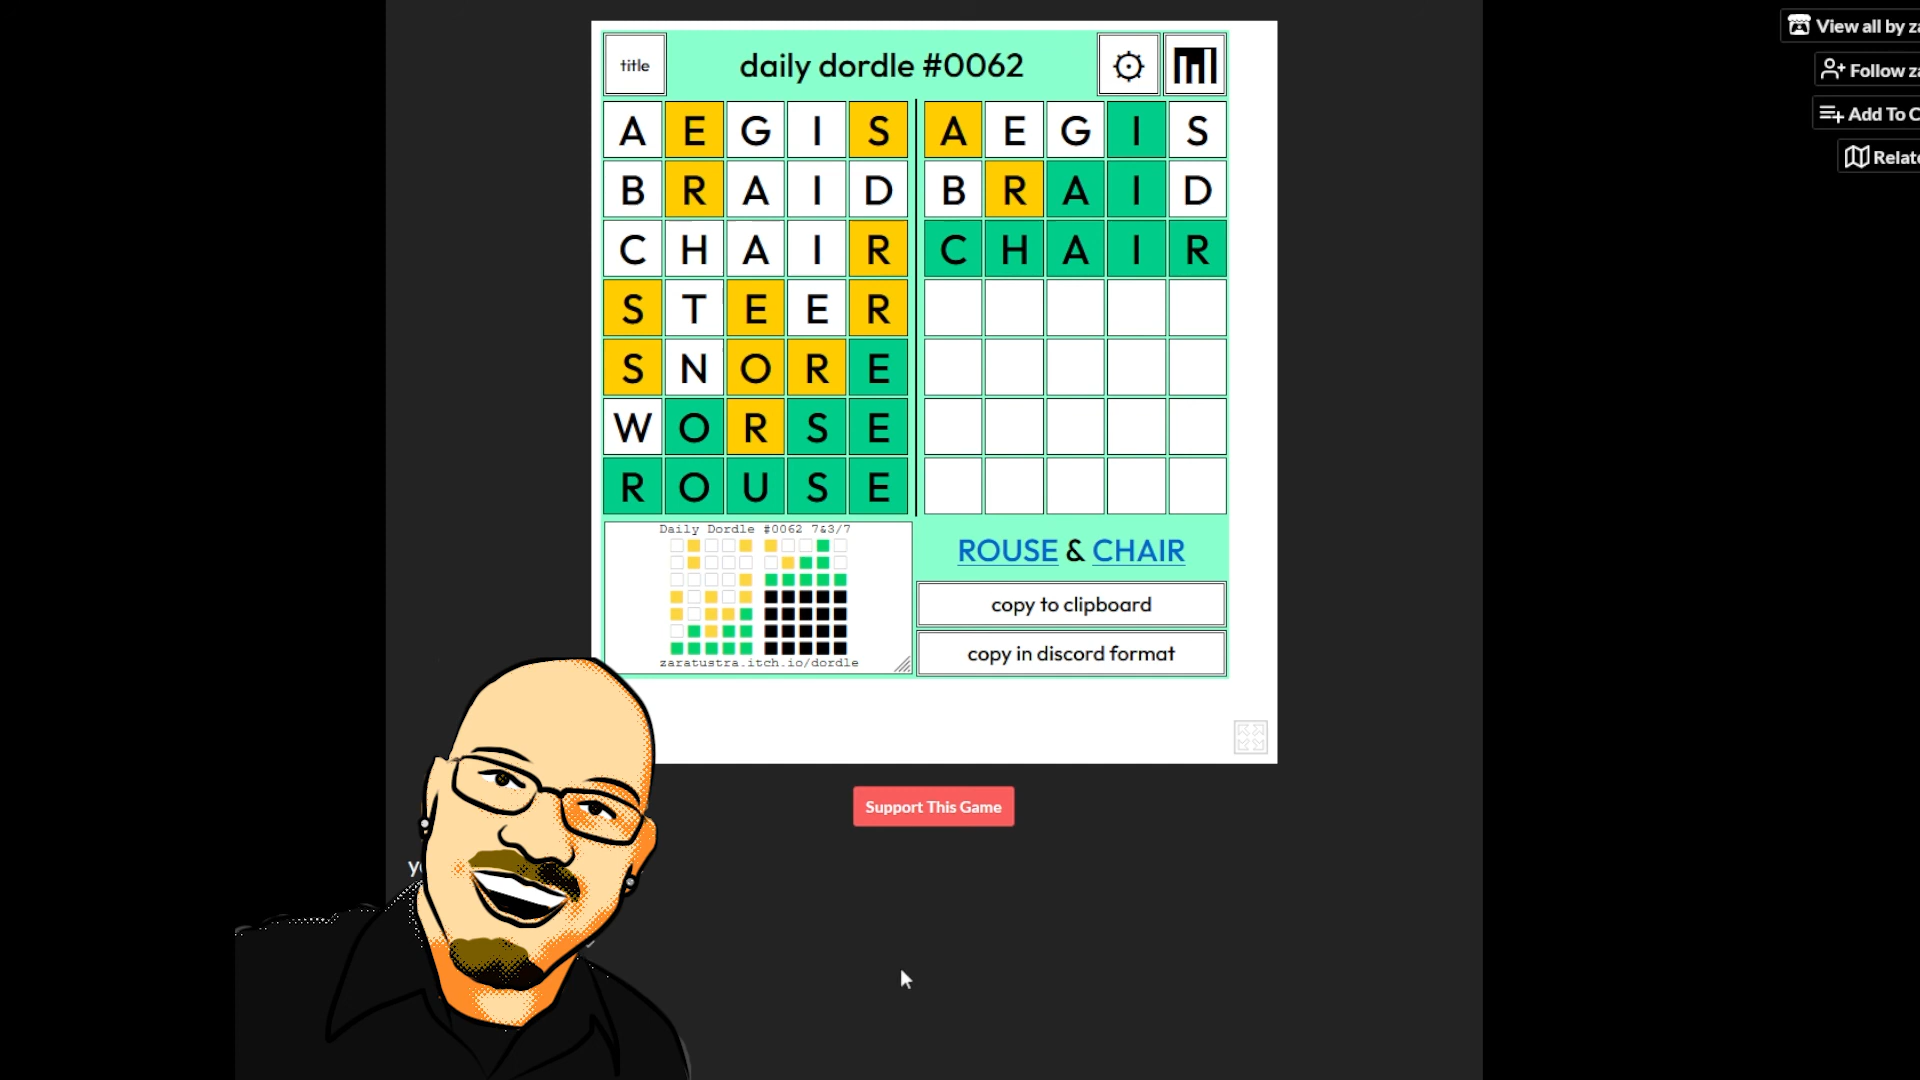 title
daily dordle #0062
A E G I S A E G I S
B R A I D B R A I D
C H A I R C H A I R
S T E E R
S N O R E
W O R S E
R O U S E
Daily Dordle #0062 7&3/7
zaratustra.itch.io/dordle
ROUSE & CHAIR
copy to clipboard
copy in discord format
Support This Game
View all by za
Follow za
Add To C
Relate